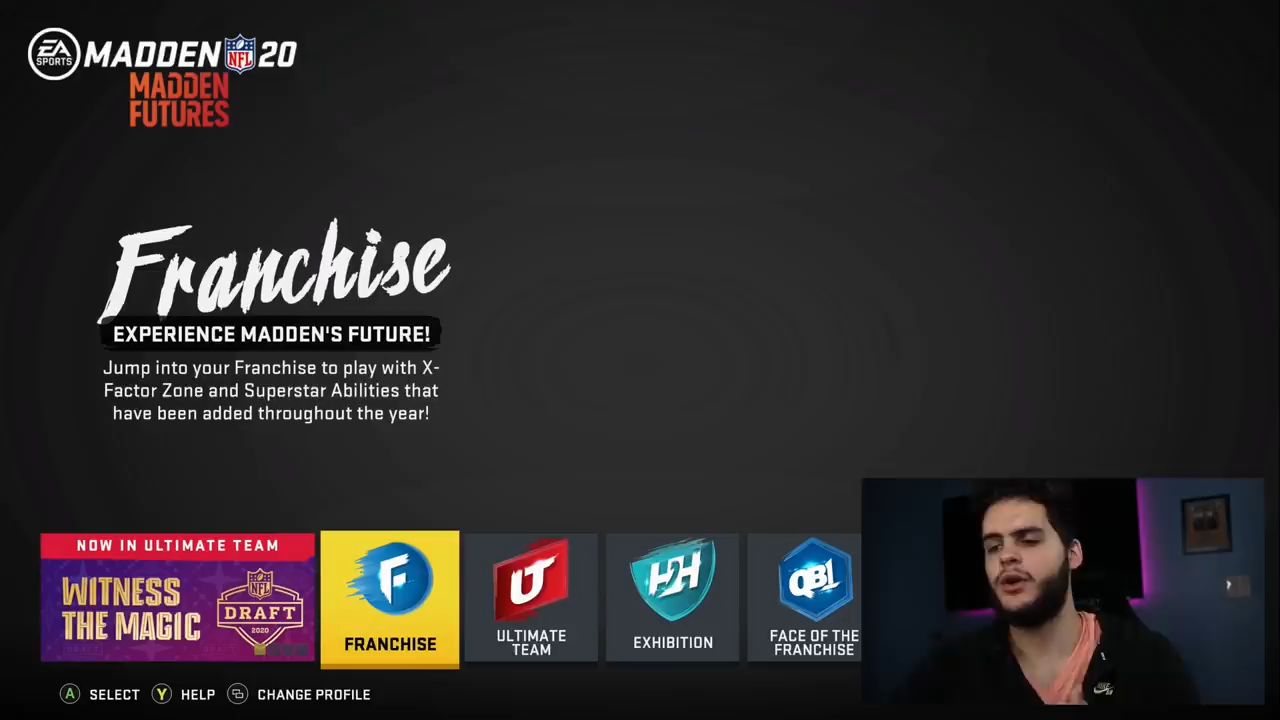 EA SPORTS MADDEN NFL 20
MADDEN
FUTURES
Franchise
EXPERIENCE MADDEN'S FUTURE!
Jump into your Franchise to play with X-
Factor Zone and Superstar Abilities that
have been added throughout the year!
NOW IN ULTIMATE TEAM
WITNESS
THE MAGIC
NFL
DRAFT
2020
F
FRANCHISE
UT
ULTIMATE
TEAM
H2H
EXHIBITION
QB1
FACE OF THE
FRANCHISE
A SELECT Y HELP CHANGE PROFILE